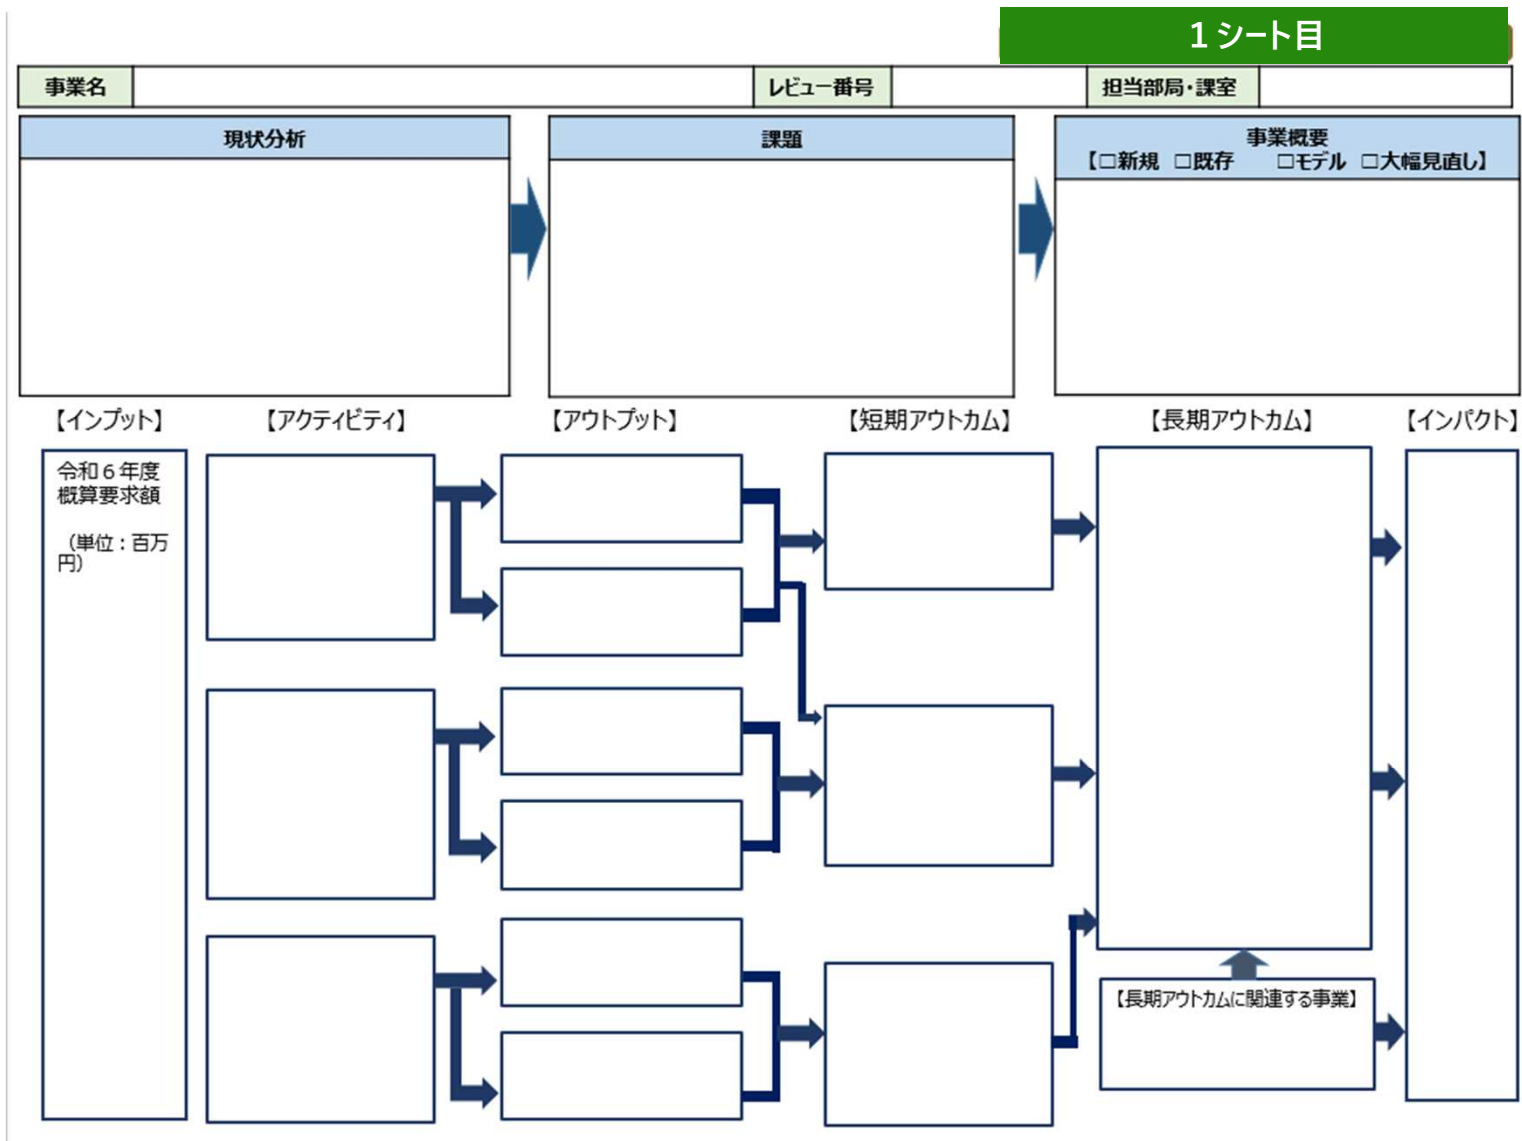 1シート目
事業名
レビュー番号
担当部局・課室
現状分析
課題
事業概要
【□新規 □既存 □モデル □大幅見直し】
【インプット】
【アクティビティ】
【アウトプット】
【短期アウトカム】
【長期アウトカム】
【インパクト】
令和６年度
概算要求額
（単位：百万
円）
【長期アウトカムに関連する事業】